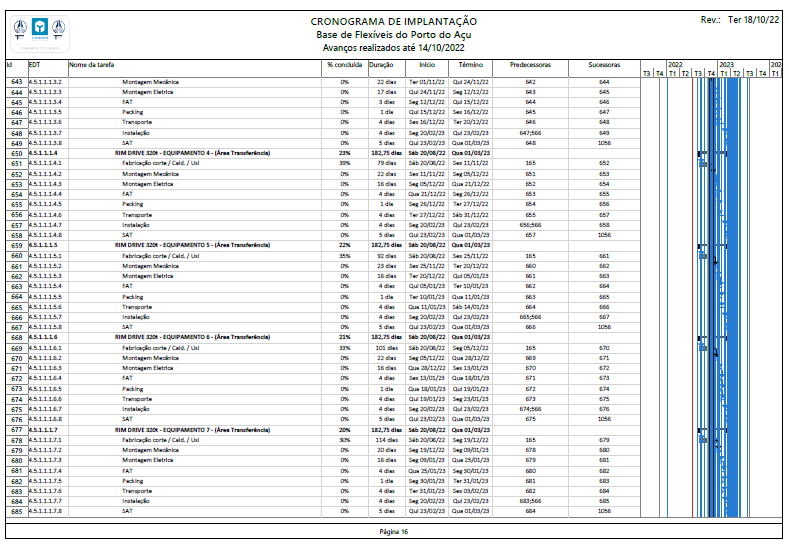 CRONOGRAMA DE IMPLANTAÇÃO
Base de Flexíveis do Porto do Açu
Avanços realizados até 14/10/2022
Rev.: Ter 18/10/22
Id EDT Nome da tarefa % concluída Duração Início Término Predecessoras Sucessoras 2022 2023 202
T3 T4 T1 T2 T3 T4 T1 T2 T3 T4 T1
643 4.5.1.1.1.3.2 Montagem Mecânica 0% 22 dias Ter 01/11/22 Qui 24/11/22 642 644
644 4.5.1.1.1.3.3 Montagem Eletrica 0% 17 dias Qui 24/11/22 Seg 12/12/22 643 645
645 4.5.1.1.1.3.4 FAT 0% 3 dias Seg 12/12/22 Qui 15/12/22 644 646
646 4.5.1.1.1.3.5 Packing 0% 1 dia Qui 15/12/22 Sex 16/12/22 645 647
647 4.5.1.1.1.3.6 Transporte 0% 4 dias Sex 16/12/22 Ter 20/12/22 646 648
648 4.5.1.1.1.3.7 Instalação 0% 4 dias Seg 20/02/23 Qui 23/02/23 647;566 649
649 4.5.1.1.1.3.8 SAT 0% 5 dias Qui 23/02/23 Qua 01/03/23 648 1056
650 4.5.1.1.1.4 RIM DRIVE 320t - EQUIPAMENTO 4 - (Área Transferência) 23% 182,75 dias Sáb 20/08/22 Qua 01/03/23
651 4.5.1.1.1.4.1 Fabricação corte / Cald. / Usi 39% 79 dias Sáb 20/08/22 Sex 11/11/22 165 652
652 4.5.1.1.1.4.2 Montagem Mecânica 0% 22 dias Sex 11/11/22 Seg 05/12/22 651 653
653 4.5.1.1.1.4.3 Montagem Eletrica 0% 16 dias Seg 05/12/22 Qua 21/12/22 652 654
654 4.5.1.1.1.4.4 FAT 0% 4 dias Qua 21/12/22 Seg 26/12/22 653 655
655 4.5.1.1.1.4.5 Packing 0% 1 dia Seg 26/12/22 Ter 27/12/22 654 656
656 4.5.1.1.1.4.6 Transporte 0% 4 dias Ter 27/12/22 Sáb 31/12/22 655 657
657 4.5.1.1.1.4.7 Instalação 0% 4 dias Seg 20/02/23 Qui 23/02/23 656;566 658
658 4.5.1.1.1.4.8 SAT 0% 5 dias Qui 23/02/23 Qua 01/03/23 657 1056
659 4.5.1.1.1.5 RIM DRIVE 320t - EQUIPAMENTO 5 - (Área Transferência) 22% 182,75 dias Sáb 20/08/22 Qua 01/03/23
660 4.5.1.1.1.5.1 Fabricação corte / Cald. / Usi 35% 92 dias Sáb 20/08/22 Sex 25/11/22 165 661
661 4.5.1.1.1.5.2 Montagem Mecânica 0% 23 dias Sex 25/11/22 Ter 20/12/22 660 662
662 4.5.1.1.1.5.3 Montagem Eletrica 0% 16 dias Ter 20/12/22 Qui 05/01/23 661 663
663 4.5.1.1.1.5.4 FAT 0% 4 dias Qui 05/01/23 Ter 10/01/23 662 664
664 4.5.1.1.1.5.5 Packing 0% 1 dia Ter 10/01/23 Qua 11/01/23 663 665
665 4.5.1.1.1.5.6 Transporte 0% 4 dias Qua 11/01/23 Sáb 14/01/23 664 666
666 4.5.1.1.1.5.7 Instalação 0% 4 dias Seg 20/02/23 Qui 23/02/23 665;566 667
667 4.5.1.1.1.5.8 SAT 0% 5 dias Qui 23/02/23 Qua 01/03/23 666 1056
668 4.5.1.1.1.6 RIM DRIVE 320t - EQUIPAMENTO 6 - (Área Transferência) 21% 182,75 dias Sáb 20/08/22 Qua 01/03/23
669 4.5.1.1.1.6.1 Fabricação corte / Cald. / Usi 33% 101 dias Sáb 20/08/22 Seg 05/12/22 165 670
670 4.5.1.1.1.6.2 Montagem Mecânica 0% 22 dias Seg 05/12/22 Qua 28/12/22 669 671
671 4.5.1.1.1.6.3 Montagem Eletrica 0% 16 dias Qua 28/12/22 Sex 13/01/23 670 672
672 4.5.1.1.1.6.4 FAT 0% 4 dias Sex 13/01/23 Qua 18/01/23 671 673
673 4.5.1.1.1.6.5 Packing 0% 1 dia Qua 18/01/23 Qui 19/01/23 672 674
674 4.5.1.1.1.6.6 Transporte 0% 4 dias Qui 19/01/23 Seg 23/01/23 673 675
675 4.5.1.1.1.6.7 Instalação 0% 4 dias Seg 20/02/23 Qui 23/02/23 674;566 676
676 4.5.1.1.1.6.8 SAT 0% 5 dias Qui 23/02/23 Qua 01/03/23 675 1056
677 4.5.1.1.1.7 RIM DRIVE 320t - EQUIPAMENTO 7 - (Área Transferência) 20% 182,75 dias Sáb 20/08/22 Qua 01/03/23
678 4.5.1.1.1.7.1 Fabricação corte / Cald. / Usi 30% 114 dias Sáb 20/08/22 Seg 19/12/22 165 679
679 4.5.1.1.1.7.2 Montagem Mecânica 0% 20 dias Seg 19/12/22 Seg 09/01/23 678 680
680 4.5.1.1.1.7.3 Montagem Eletrica 0% 16 dias Seg 09/01/23 Qua 25/01/23 679 681
681 4.5.1.1.1.7.4 FAT 0% 4 dias Qua 25/01/23 Seg 30/01/23 680 682
682 4.5.1.1.1.7.5 Packing 0% 1 dia Seg 30/01/23 Ter 31/01/23 681 683
683 4.5.1.1.1.7.6 Transporte 0% 4 dias Ter 31/01/23 Sex 03/02/23 682 684
684 4.5.1.1.1.7.7 Instalação 0% 4 dias Seg 20/02/23 Qui 23/02/23 683;566 685
685 4.5.1.1.1.7.8 SAT 0% 5 dias Qui 23/02/23 Qua 01/03/23 684 1056
Página 16